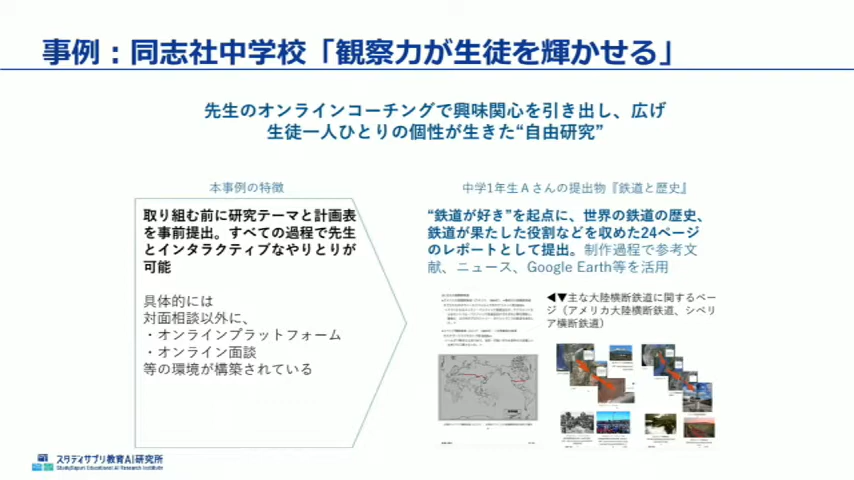 事例：同志社中学校「観察力が生徒を輝かせる」
先生のオンラインコーチングで興味関心を引き出し、広げ
生徒一人ひとりの個性が生きた“自由研究”
本事例の特徴
取り組む前に研究テーマと計画表
を事前提出。すべての過程で先生
とインタラクティブなやりとりが
可能
具体的には
対面相談以外に、
・オンラインプラットフォーム
・オンライン面談
等の環境が構築されている
中学1年生Ａさんの提出物『鉄道と歴史』
“鉄道が好き”を起点に、世界の鉄道の歴史、
鉄道が果たした役割などを収めた24ページ
のレポートとして提出。制作過程で参考文
献、ニュース、Google Earth等を活用
◀▼主な大陸横断鉄道に関するペー
ジ（アメリカ大陸横断鉄道、シベリ
ア横断鉄道）
スタディサプリ教育AI研究所
StudySapuri Educational AI Research Institute